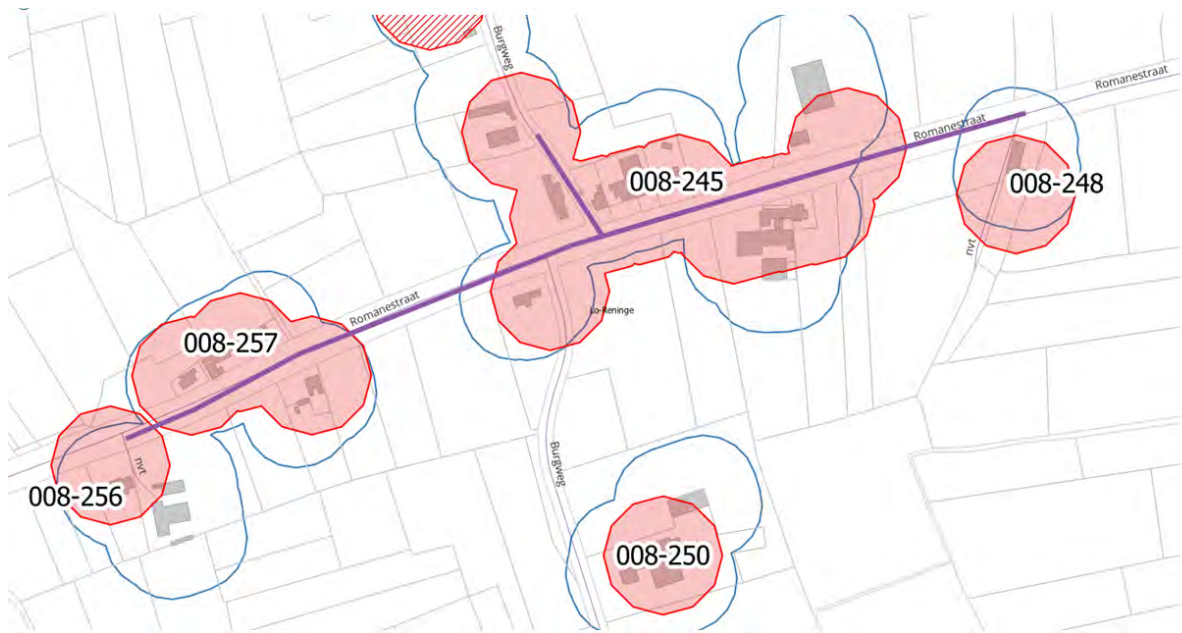 Burgweg
Romanestraat
Romanestraat
008-245
008-248
nvt
Lo-Reninge
Romanestraat
008-257
nvt
008-256
Burgweg
008-250